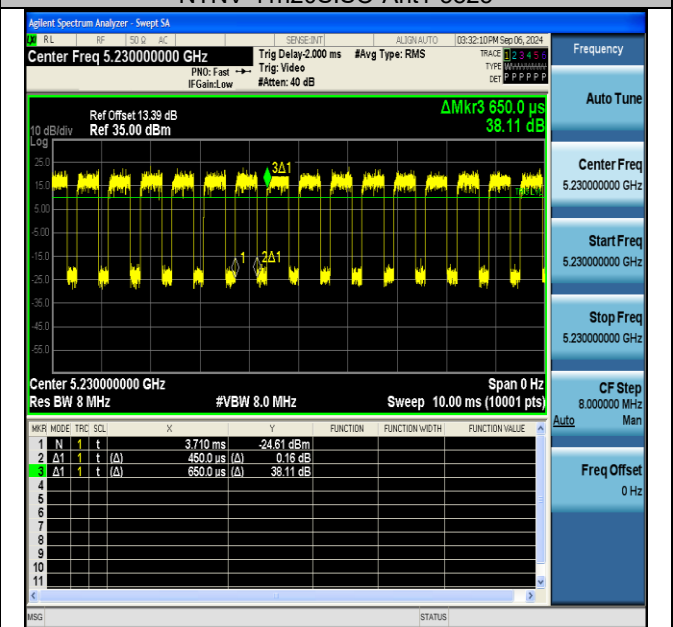 Agilent Spectrum Analyzer - Swept SA
RL RF 50 Ω AC SENSE:INT ALIGN AUTO 03:32:10 PM Sep 06, 2024
Center Freq 5.230000000 GHz
PNO: Fast
IFGain:Low
Trig Delay-2.000 ms
Trig: Video
#Atten: 40 dB
#Avg Type: RMS
TRACE 1 2 3 4 5 6
TYPE
DET P P P P P P
Frequency
Ref Offset 13.39 dB
10 dB/div Ref 35.00 dBm
Log
ΔMkr3 650.0 µs
38.11 dB
25.0
15.0
5.00
-5.00
-15.0
-25.0
-35.0
-45.0
-55.0
3Δ1
1
2Δ1
Center 5.230000000 GHz Span 0 Hz
Res BW 8 MHz #VBW 8.0 MHz Sweep 10.00 ms (10001 pts)
MKR MODE TRC SCL X Y FUNCTION FUNCTION WIDTH FUNCTION VALUE
1 N 1 t 3.710 ms -24.61 dBm
2 Δ1 1 t (Δ) 450.0 µs (Δ) 0.16 dB
3 Δ1 1 t (Δ) 650.0 µs (Δ) 38.11 dB
4
5
6
7
8
9
10
11
MSG STATUS
Auto Tune
Center Freq
5.230000000 GHz
Start Freq
5.230000000 GHz
Stop Freq
5.230000000 GHz
CF Step
8.000000 MHz
Auto Man
Freq Offset
0 Hz